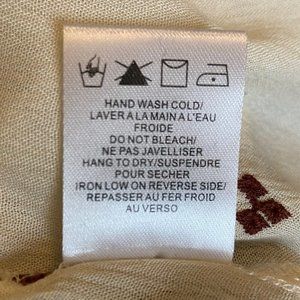 HAND WASH COLD/
LAVER A LA MAIN A L'EAU
FROIDE
DO NOT BLEACH/
NE PAS JAVELLISER
HANG TO DRY/SUSPENDRE
POUR SECHER
IRON LOW ON REVERSE SIDE/
REPASSER AU FER FROID
AU VERSO